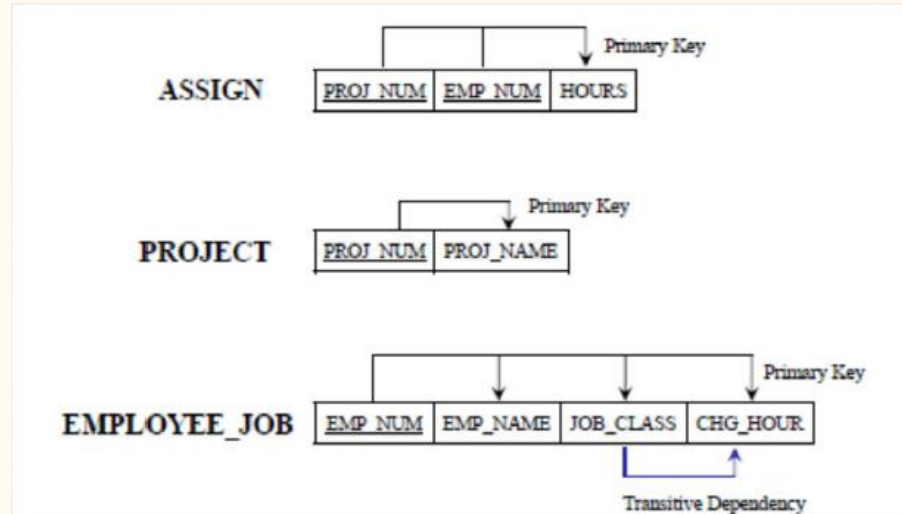 Primary Key
ASSIGN PROJ_NUM EMP_NUM HOURS
Primary Key
PROJECT PROJ_NUM PROJ_NAME
Primary Key
EMPLOYEE_JOB EMP_NUM EMP_NAME JOB_CLASS CHG_HOUR
Transitive Dependency